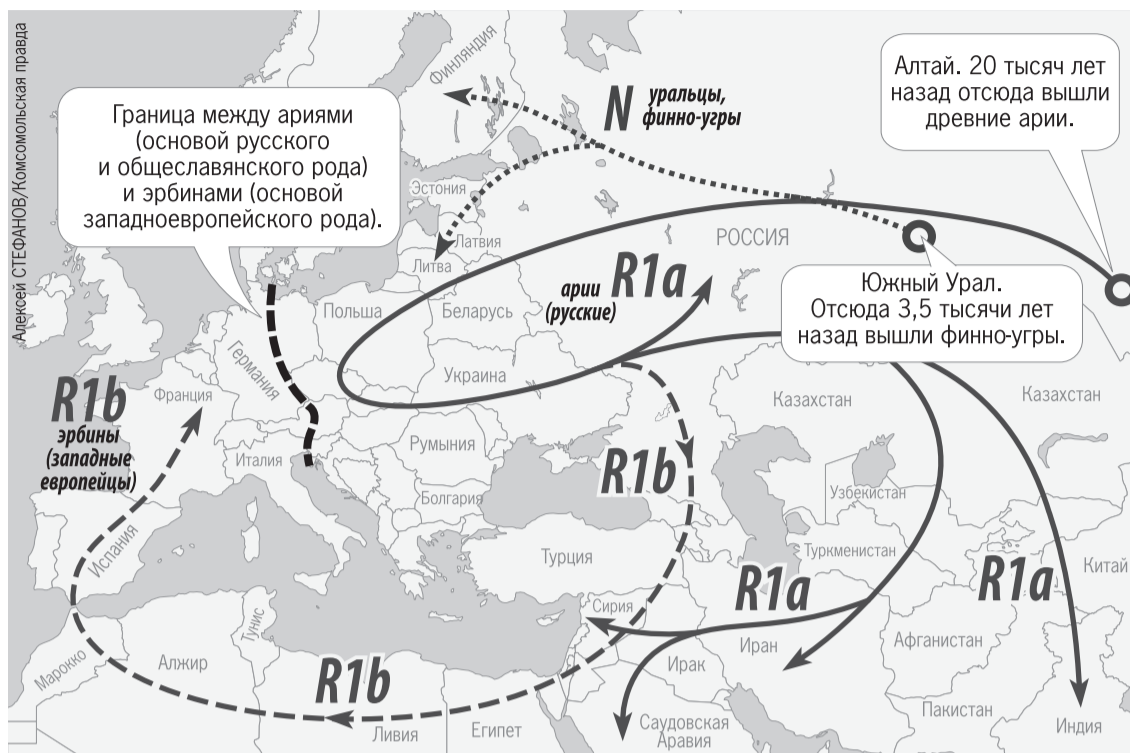 Алексей СТЕФАНОВ/Комсомольская правда
Граница между ариями
(основой русского
и общеславянского рода)
и эрбинами (основой
западноевропейского рода).
Финляндия
N уральцы,
финно-угры
Алтай. 20 тысяч лет
назад отсюда вышли
древние арии.
Эстония
Латвия
Литва
РОССИЯ
Южный Урал.
Отсюда 3,5 тысячи лет
назад вышли финно-угры.
арии
(русские)
R1a
Польша
Беларусь
Германия
Украина
R1b
эрбины
(западные
европейцы)
Франция
Казахстан
Казахстан
Италия
Румыния
R1b
Болгария
Узбекистан
Испания
Турция
Туркменистан
Китай
R1a
R1a
Сирия
Тунис
Марокко
Алжир
Иран
Афганистан
Ирак
R1b
Ливия
Египет
Саудовская
Аравия
Пакистан
Индия